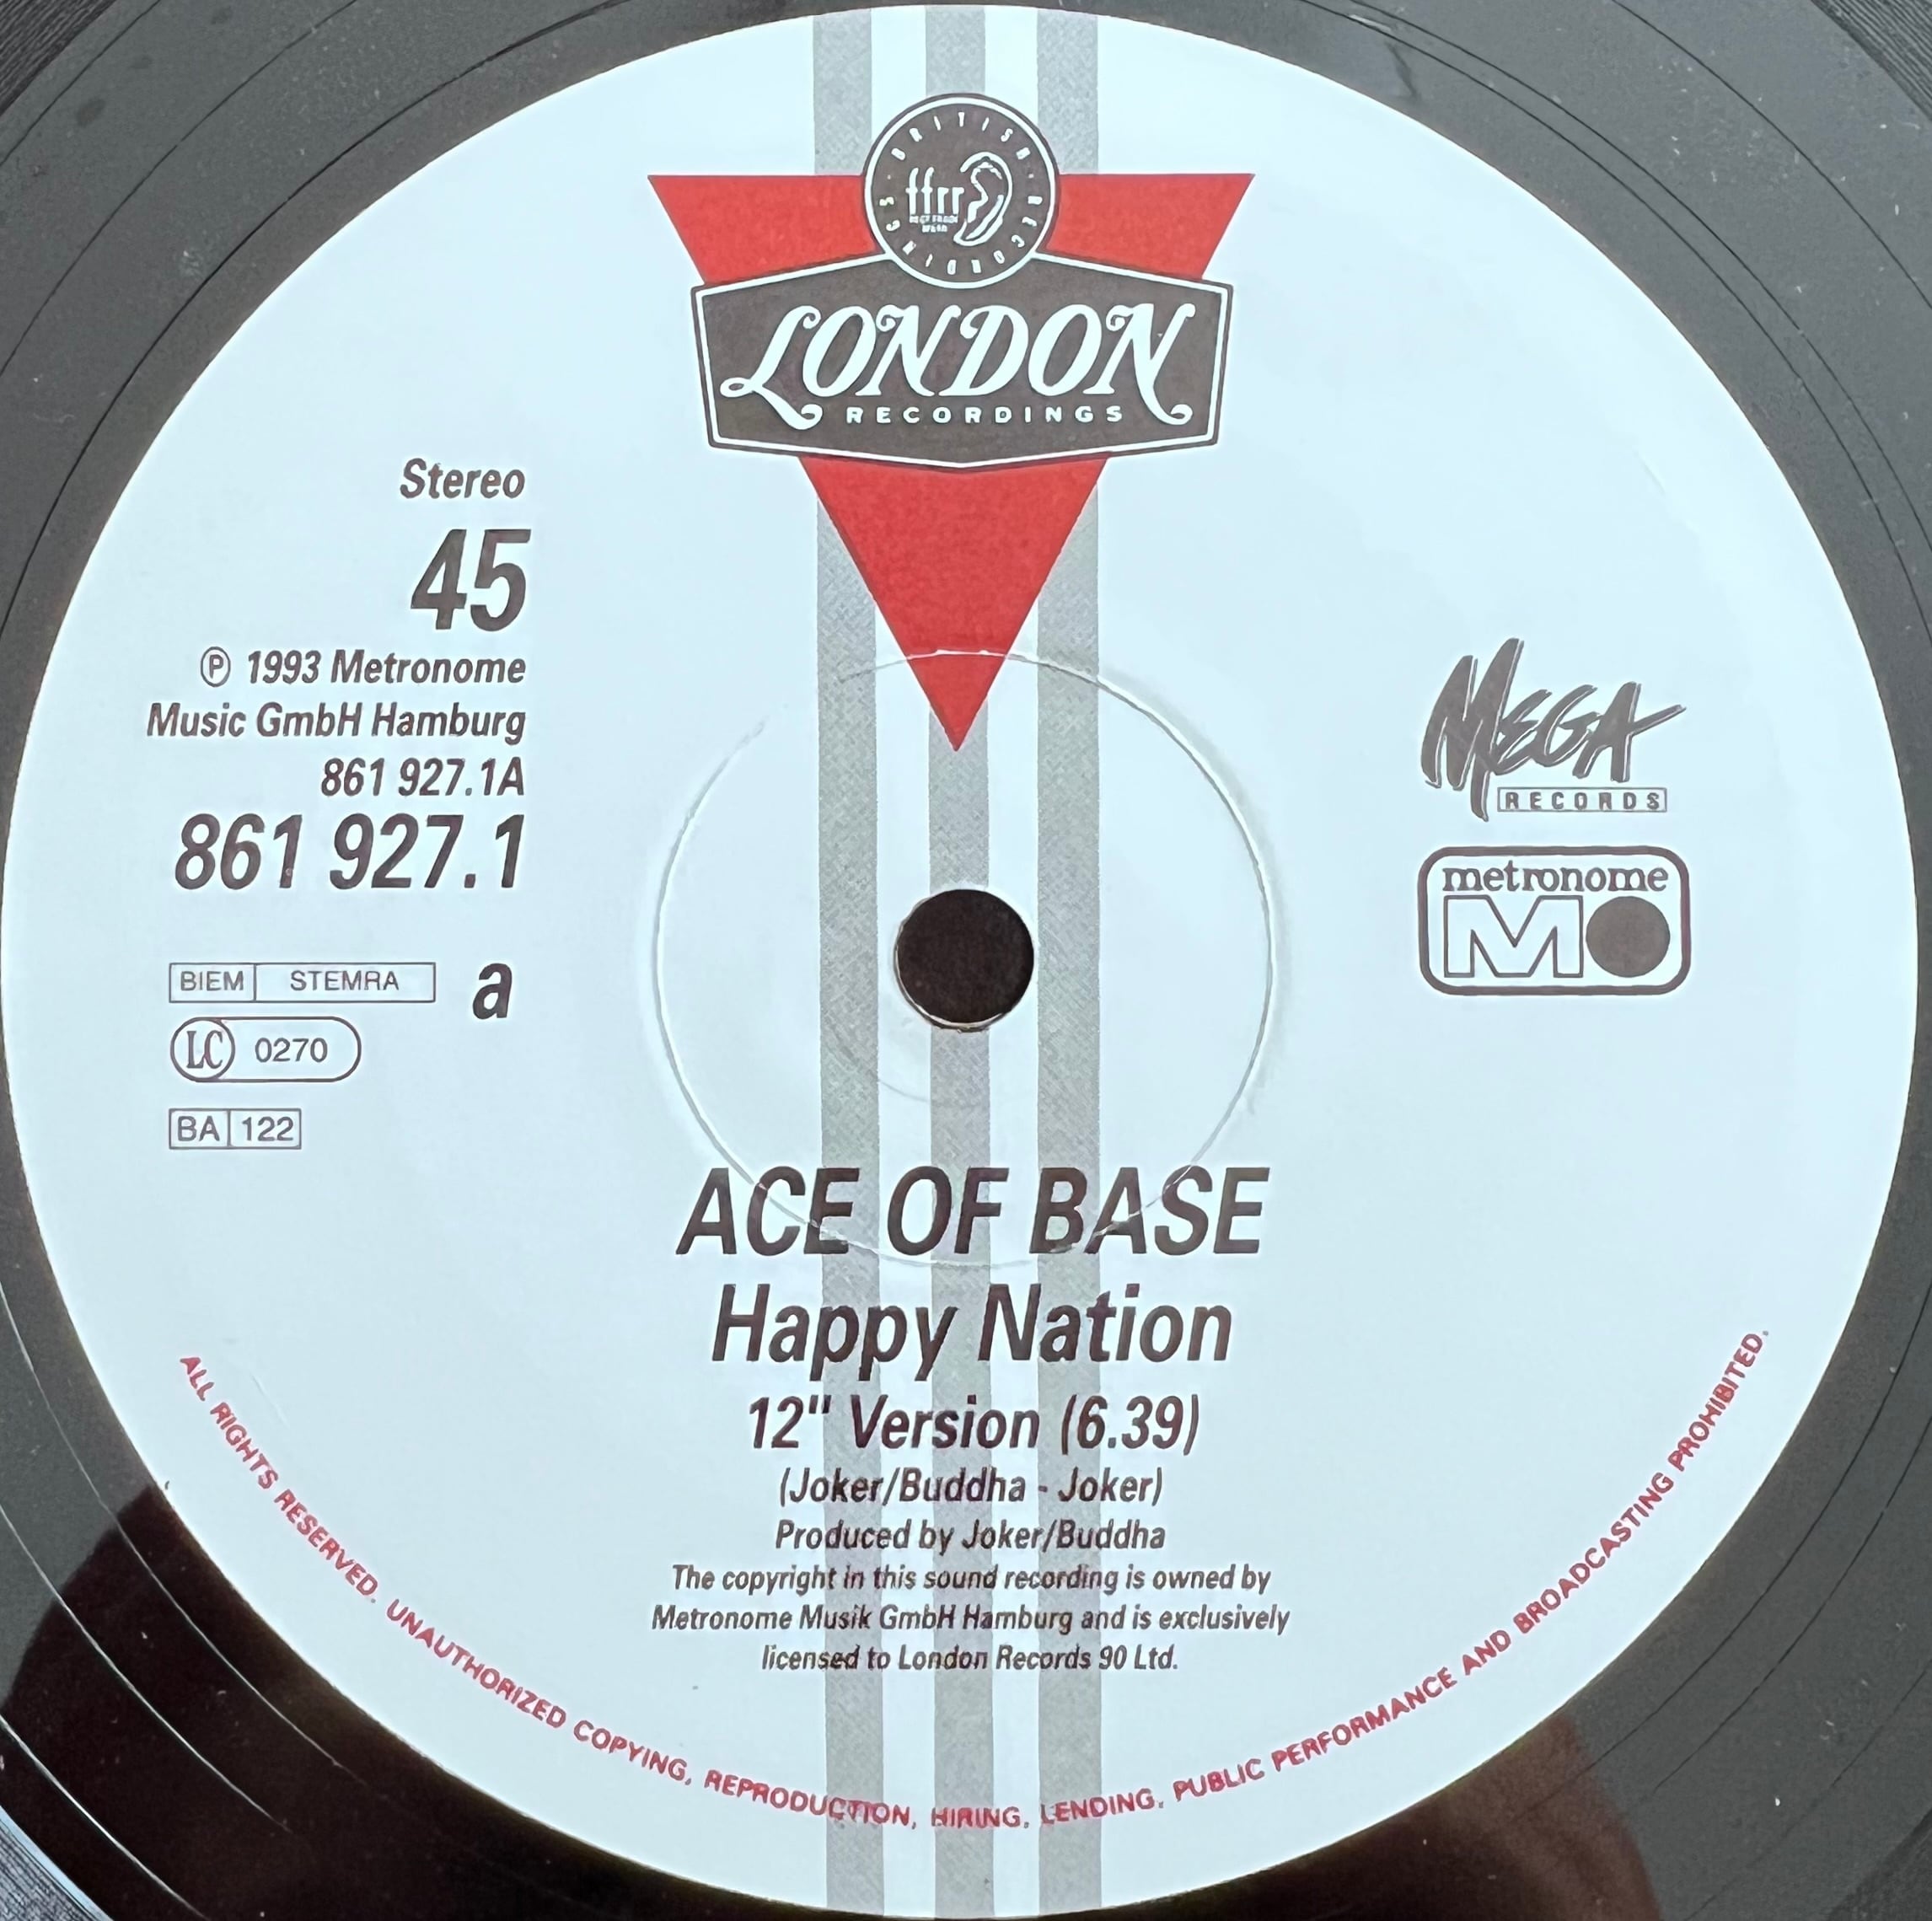 BRITISH · RECORDINGS
ffrr
LONDON
RECORDINGS
Stereo
45
℗ 1993 Metronome
Music GmbH Hamburg
861 927.1A
861 927.1
BIEM STEMRA
a
LC 0270
BA 122
MEGA
RECORDS
metronome
MO
ACE OF BASE
Happy Nation
12" Version (6.39)
(Joker/Buddha - Joker)
Produced by Joker/Buddha
The copyright in this sound recording is owned by
Metronome Musik GmbH Hamburg and is exclusively
licensed to London Records 90 Ltd.
ALL RIGHTS RESERVED. UNAUTHORIZED COPYING, REPRODUCTION, HIRING, LENDING, PUBLIC PERFORMANCE AND BROADCASTING PROHIBITED.